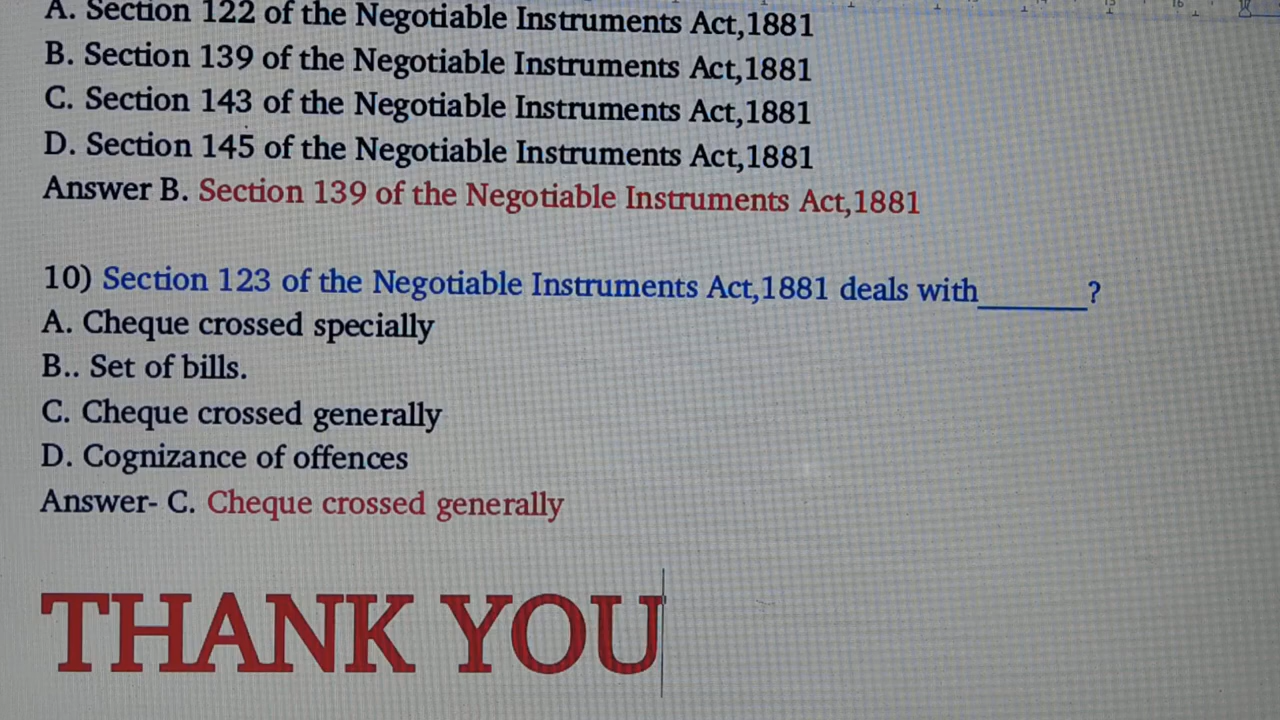 A. Section 122 of the Negotiable Instruments Act,1881
B. Section 139 of the Negotiable Instruments Act,1881
C. Section 143 of the Negotiable Instruments Act,1881
D. Section 145 of the Negotiable Instruments Act,1881
Answer B. Section 139 of the Negotiable Instruments Act,1881
10) Section 123 of the Negotiable Instruments Act,1881 deals with______?
A. Cheque crossed specially
B.. Set of bills.
C. Cheque crossed generally
D. Cognizance of offences
Answer- C. Cheque crossed generally
THANK YOU